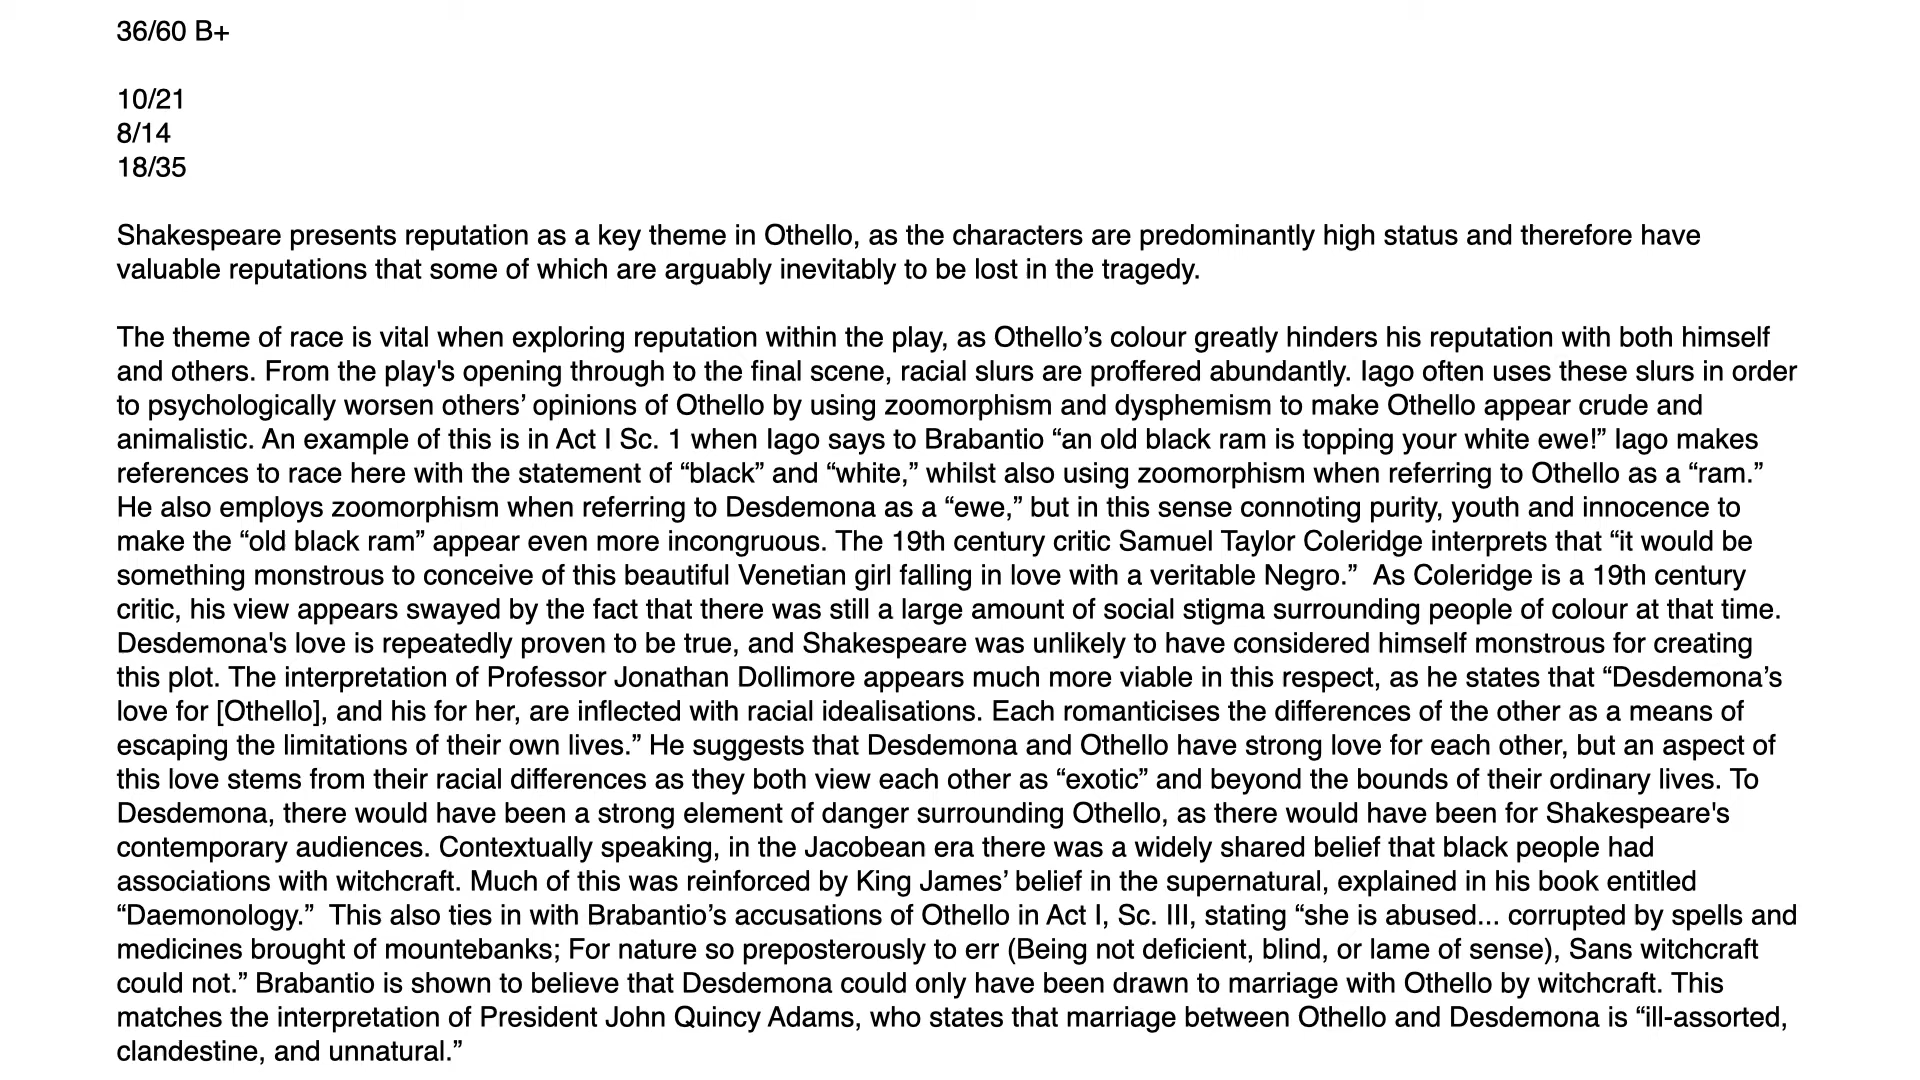 36/60 B+
10/21
8/14
18/35
Shakespeare presents reputation as a key theme in Othello, as the characters are predominantly high status and therefore have
valuable reputations that some of which are arguably inevitably to be lost in the tragedy.
The theme of race is vital when exploring reputation within the play, as Othello’s colour greatly hinders his reputation with both himself
and others. From the play's opening through to the final scene, racial slurs are proffered abundantly. Iago often uses these slurs in order
to psychologically worsen others’ opinions of Othello by using zoomorphism and dysphemism to make Othello appear crude and
animalistic. An example of this is in Act I Sc. 1 when Iago says to Brabantio “an old black ram is topping your white ewe!” Iago makes
references to race here with the statement of “black” and “white,” whilst also using zoomorphism when referring to Othello as a “ram.”
He also employs zoomorphism when referring to Desdemona as a “ewe,” but in this sense connoting purity, youth and innocence to
make the “old black ram” appear even more incongruous. The 19th century critic Samuel Taylor Coleridge interprets that “it would be
something monstrous to conceive of this beautiful Venetian girl falling in love with a veritable Negro.”  As Coleridge is a 19th century
critic, his view appears swayed by the fact that there was still a large amount of social stigma surrounding people of colour at that time.
Desdemona's love is repeatedly proven to be true, and Shakespeare was unlikely to have considered himself monstrous for creating
this plot. The interpretation of Professor Jonathan Dollimore appears much more viable in this respect, as he states that “Desdemona’s
love for [Othello], and his for her, are inflected with racial idealisations. Each romanticises the differences of the other as a means of
escaping the limitations of their own lives.” He suggests that Desdemona and Othello have strong love for each other, but an aspect of
this love stems from their racial differences as they both view each other as “exotic” and beyond the bounds of their ordinary lives. To
Desdemona, there would have been a strong element of danger surrounding Othello, as there would have been for Shakespeare's
contemporary audiences. Contextually speaking, in the Jacobean era there was a widely shared belief that black people had
associations with witchcraft. Much of this was reinforced by King James’ belief in the supernatural, explained in his book entitled
“Daemonology.”  This also ties in with Brabantio’s accusations of Othello in Act I, Sc. III, stating “she is abused... corrupted by spells and
medicines brought of mountebanks; For nature so preposterously to err (Being not deficient, blind, or lame of sense), Sans witchcraft
could not.” Brabantio is shown to believe that Desdemona could only have been drawn to marriage with Othello by witchcraft. This
matches the interpretation of President John Quincy Adams, who states that marriage between Othello and Desdemona is “ill-assorted,
clandestine, and unnatural.”